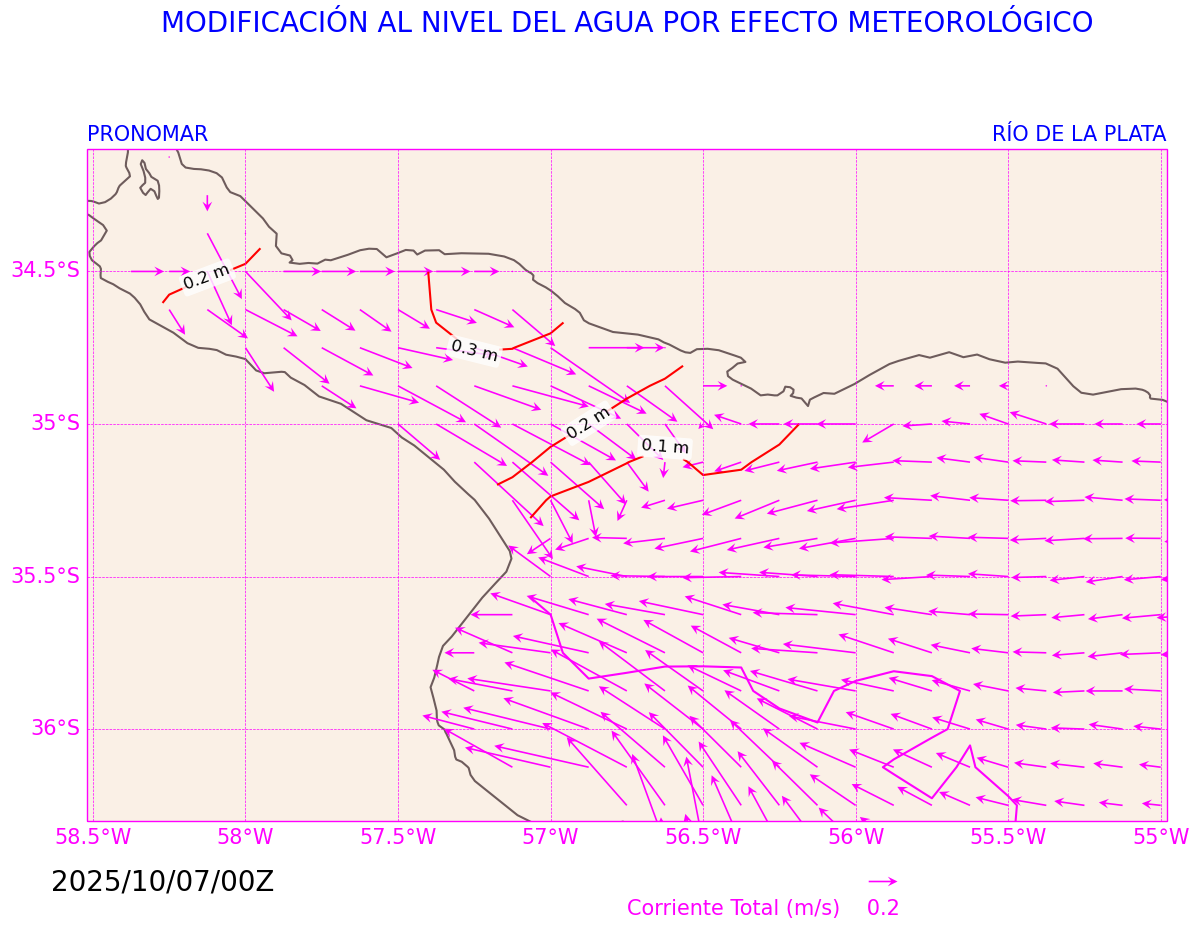 MODIFICACIÓN AL NIVEL DEL AGUA POR EFECTO METEOROLÓGICO
PRONOMAR RÍO DE LA PLATA
34.5°S
0.2 m
0.3 m
35°S
0.2 m
0.1 m
35.5°S
36°S
58.5°W 58°W 57.5°W 57°W 56.5°W 56°W 55.5°W 55°W
2025/10/07/00Z
Corriente Total (m/s) 0.2